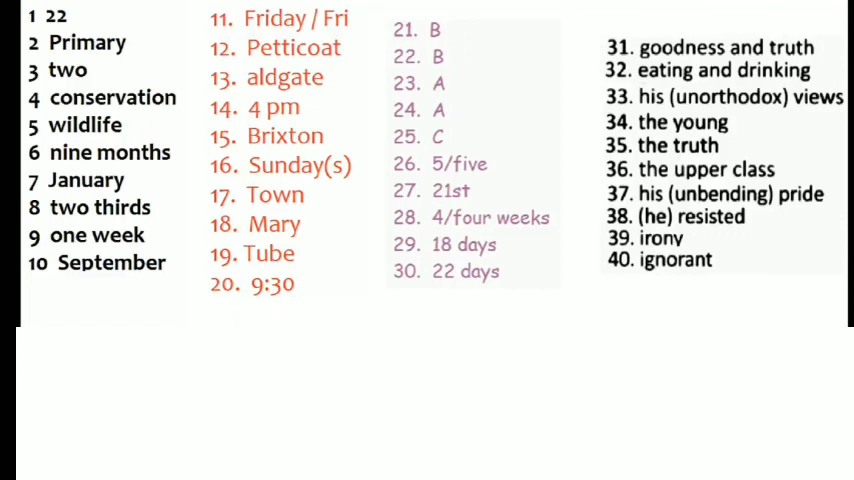 1 22
2 Primary
3 two
4 conservation
5 wildlife
6 nine months
7 January
8 two thirds
9 one week
10 September
11. Friday / Fri
12. Petticoat
13. aldgate
14. 4 pm
15. Brixton
16. Sunday(s)
17. Town
18. Mary
19. Tube
20. 9:30
21. B
22. B
23. A
24. A
25. C
26. 5/five
27. 21st
28. 4/four weeks
29. 18 days
30. 22 days
31. goodness and truth
32. eating and drinking
33. his (unorthodox) views
34. the young
35. the truth
36. the upper class
37. his (unbending) pride
38. (he) resisted
39. irony
40. ignorant